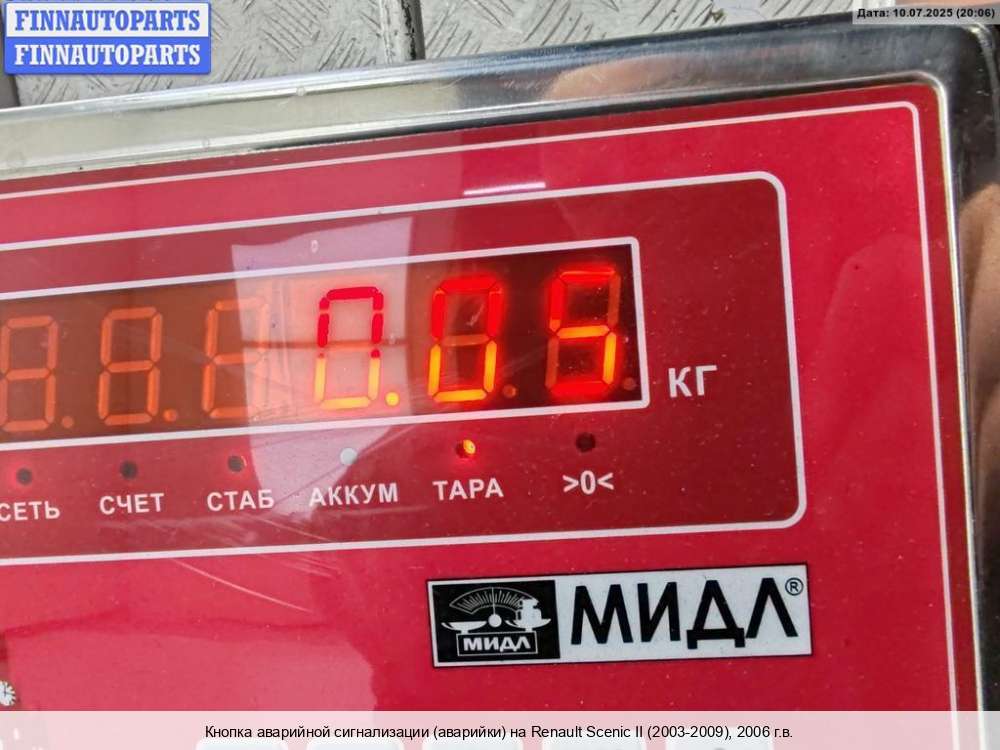 FINNAUTOPARTS
FINNAUTOPARTS
Дата: 10.07.2025 (20:06)
0.05
КГ
СЕТЬ СЧЕТ СТАБ АККУМ ТАРА >0<
МИДЛ МИДЛ®
Кнопка аварийной сигнализации (аварийки) на Renault Scenic II (2003-2009), 2006 г.в.